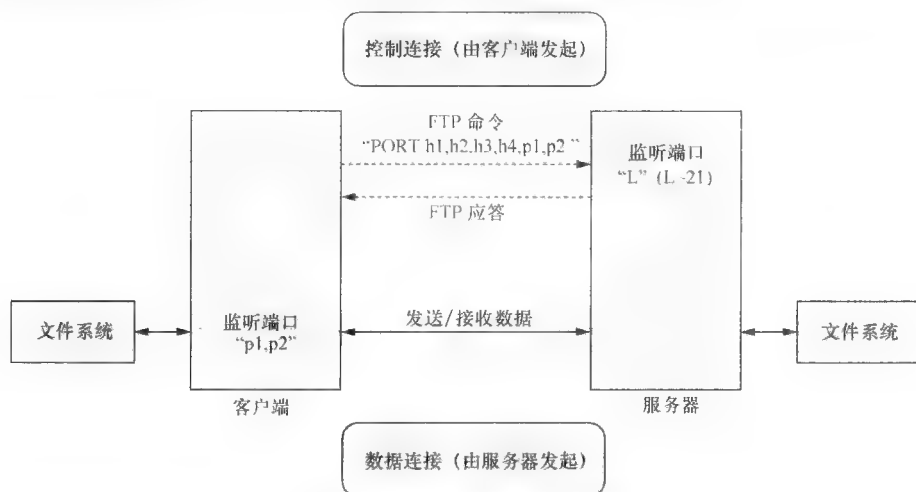 控制连接（由客户端发起）
FTP 命令
“PORT h1,h2,h3,h4,p1,p2 ”
监听端口
“L” (L -21)
FTP 应答
文件系统
监听端口
“p1,p2”
发送/接收数据
文件系统
客户端
服务器
数据连接（由服务器发起）